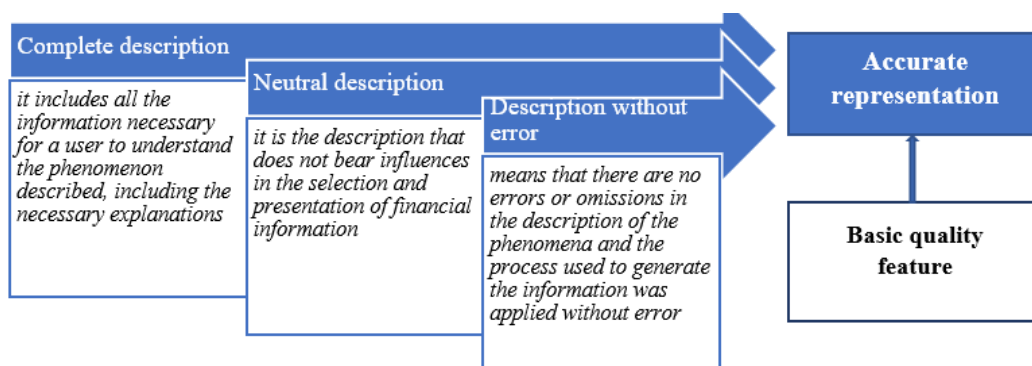 Complete description
it includes all the
information necessary
for a user to understand
the phenomenon
described, including the
necessary explanations
Neutral description
it is the description that
does not bear influences
in the selection and
presentation of financial
information
Description without
error
means that there are no
errors or omissions in
the description of the
phenomena and the
process used to generate
the information was
applied without error
Accurate
representation
Basic quality
feature